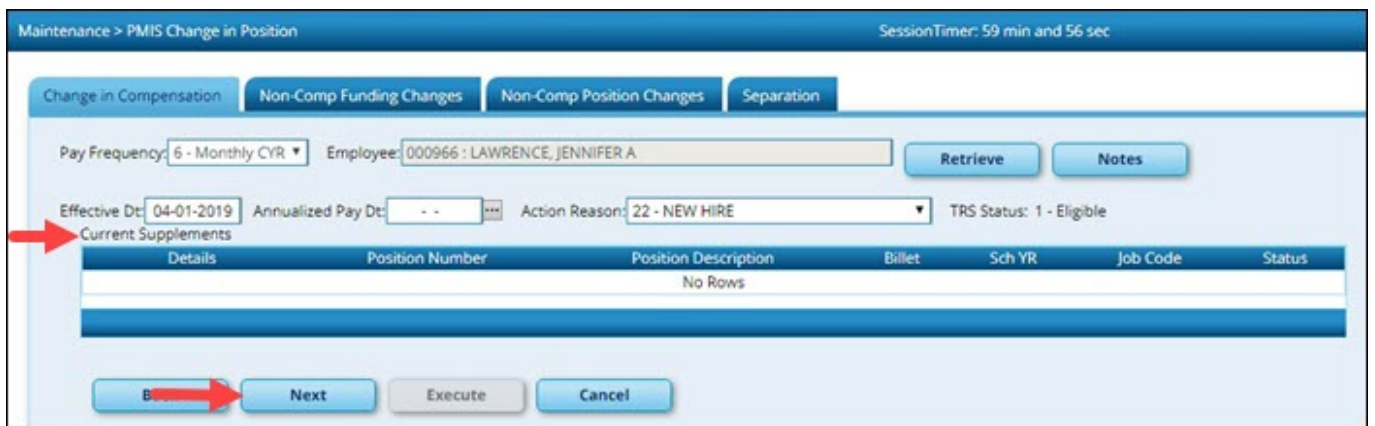 Maintenance > PMIS Change in Position SessionTimer: 59 min and 56 sec
Change in Compensation Non-Comp Funding Changes Non-Comp Position Changes Separation
Pay Frequency: 6 - Monthly CYR Employee: 000966 : LAWRENCE, JENNIFER A Retrieve Notes
Effective Dt: 04-01-2019 Annualized Pay Dt: - - Action Reason: 22 - NEW HIRE TRS Status: 1 - Eligible
Current Supplements
Details Position Number Position Description Billet Sch YR Job Code Status
No Rows
Next Execute Cancel